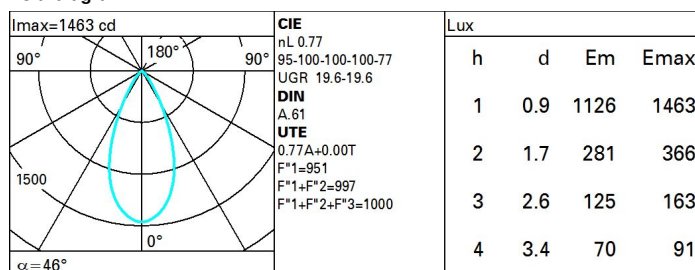 Imax=1463 cd
90°
180°
90°
1500
0°
α=46°
CIE
nL 0.77
95-100-100-100-77
UGR 19.6-19.6
DIN
A.61
UTE
0.77A+0.00T
F"1=951
F"1+F"2=997
F"1+F"2+F"3=1000
Lux
h d Em Emax
1 0.9 1126 1463
2 1.7 281 366
3 2.6 125 163
4 3.4 70 91